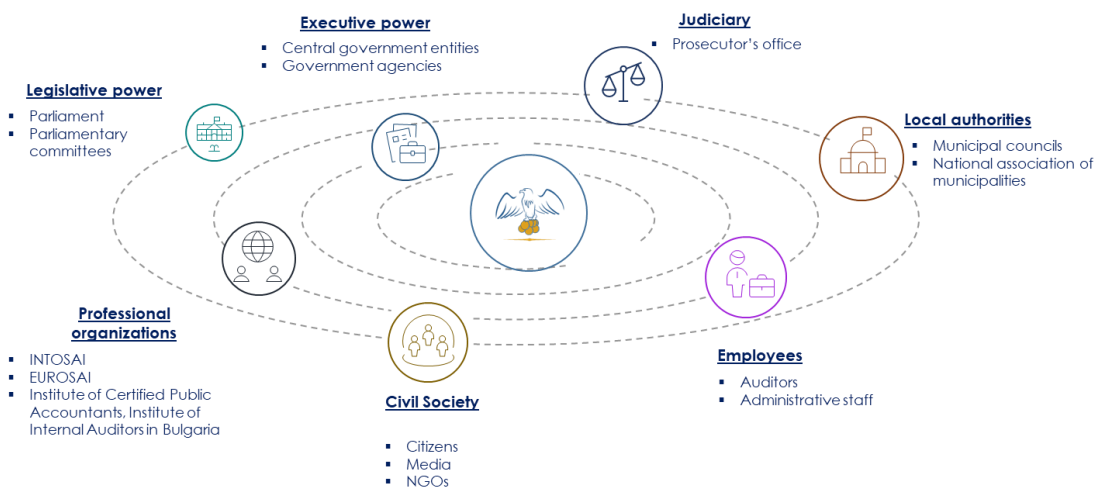 Executive power
▪ Central government entities
▪ Government agencies
Judiciary
▪ Prosecutor's office
Legislative power
▪ Parliament
▪ Parliamentary
committees
Local authorities
▪ Municipal councils
▪ National association of
municipalities
Professional
organizations
▪ INTOSAI
▪ EUROSAI
▪ Institute of Certified Public
Accountants, Institute of
Internal Auditors in Bulgaria
Civil Society
▪ Citizens
▪ Media
▪ NGOs
Employees
▪ Auditors
▪ Administrative staff